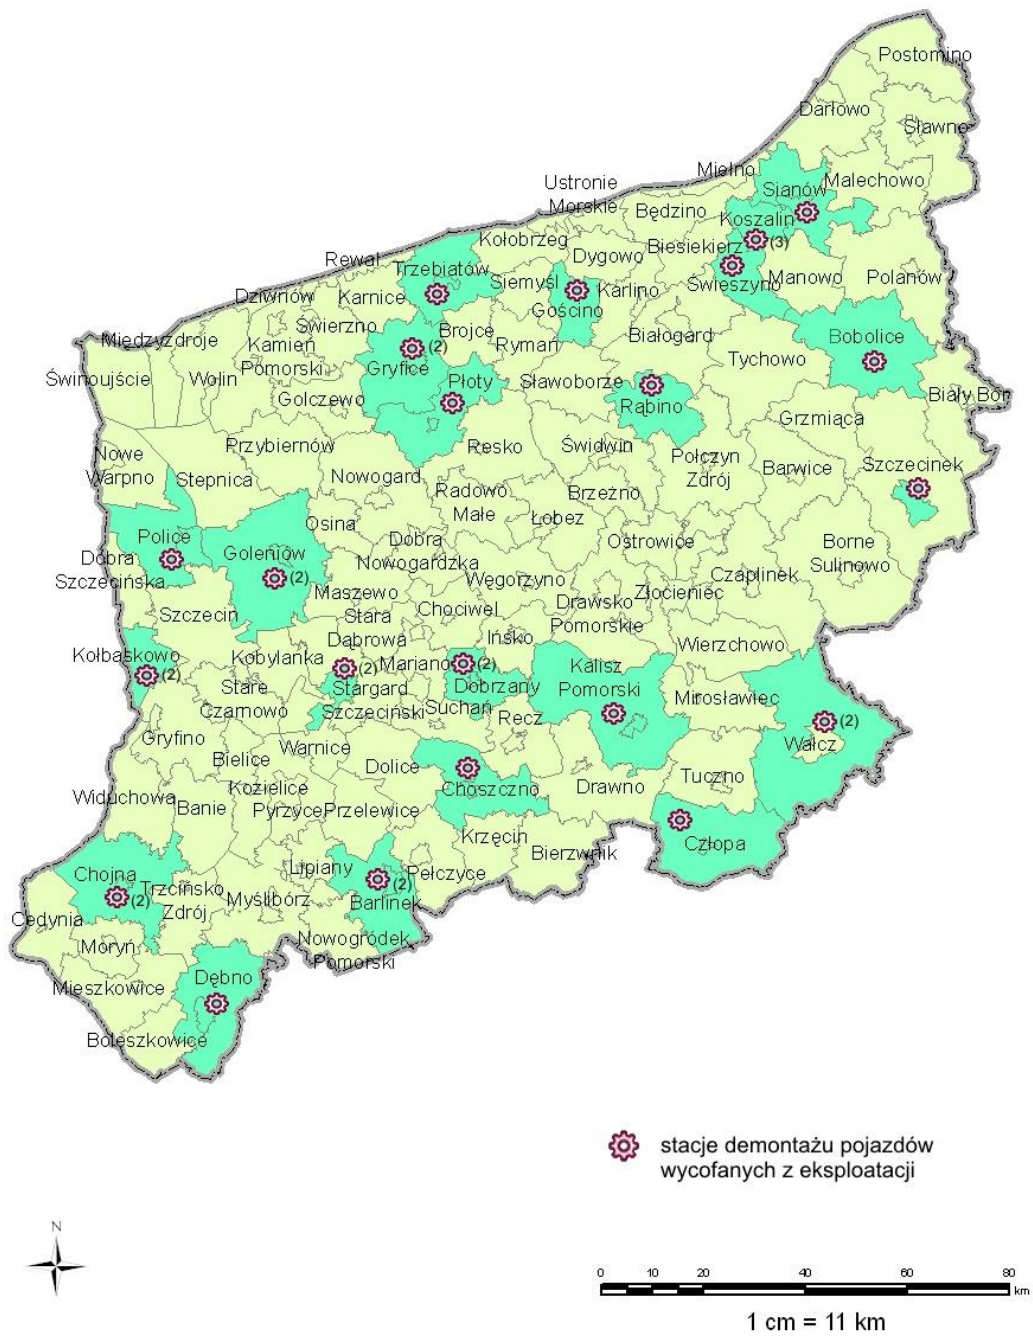 Postomino
Darłowo
Sławno
Mielno
Sianów
Malechowo
Ustronie
Morskie
Będzino
Koszalin
(3)
Kołobrzeg
Dygowo
Biesiekierz
Rewal
Trzebiatów
Siemyśl
Karlino
Świeszyno
Manowo
Polanów
Dziwnów
Karnice
Gościno
Świerzno
Brojce
Rymań
Białogard
Bobolice
Międzyzdroje
Kamień
Pomorski
(2)
Gryfice
Tychowo
Świnoujście
Wolin
Golczewo
Płoty
Sławoborze
Rąbino
Biały Bór
Grzmiąca
Przybiernów
Resko
Świdwin
Połczyn
Zdrój
Barwice
Szczecinek
Nowe
Warpno
Stepnica
Nowogard
Radowo
Małe
Brzeżno
Łobez
Osina
Police
Goleniów
(2)
Dobra
Nowogardzka
Ostrowice
Borne
Sulinowo
Dobra
Szczecińska
Maszewo
Węgorzyno
Czaplinek
Szczecin
Stara
Dąbrowa
Chociwel
Drawsko
Pomorskie
Złocieniec
Ińsko
Wierzchowo
Kołbaskowo
(2)
Kobylanka
(2)
Mariano
(2)
Kalisz
Pomorski
Stare
Czarnowo
Stargard
Szczeciński
Dobrzany
Suchań
Mirosławiec
Recz
(2)
Wałcz
Gryfino
Warnice
Bielice
Dolice
Tuczno
Widuchowa
Kozielice
Choszczno
Drawno
Banie
Pyrzyce
Przelewice
Człopa
Krzęcin
Bierzwnik
Lipiany
Pełczyce
Chojna
(2)
Trzcińsko
Zdrój
Myślibórz
(2)
Barlinek
Cedynia
Moryń
Nowogródek
Pomorski
Mieszkowice
Dębno
Boleszkowice
stacje demontażu pojazdów
wycofanych z eksploatacji
N
0 10 20 40 60 80
km
1 cm = 11 km